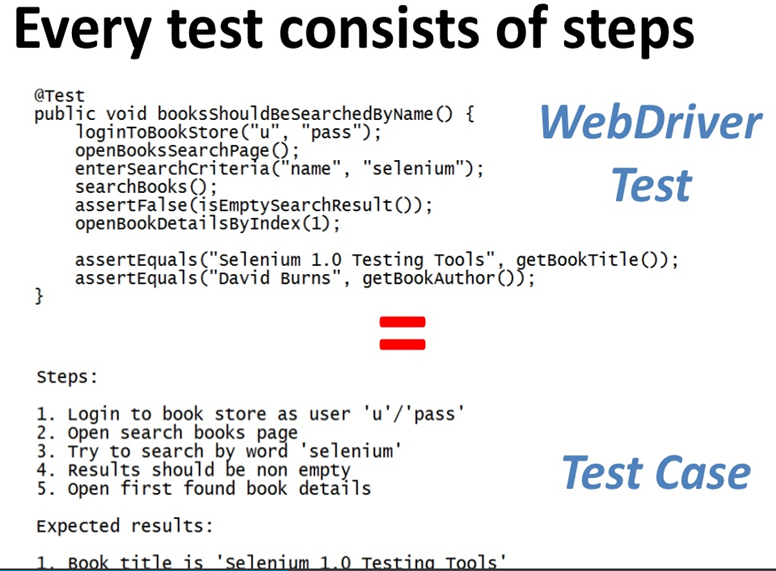 Every test consists of steps
@Test
public void booksShouldBeSearchedByName() {
loginToBookStore("u", "pass");
openBooksSearchPage();
enterSearchCriteria("name", "selenium");
searchBooks();
assertFalse(isEmptySearchResult());
openBookDetailsByIndex(1);
assertEquals("Selenium 1.0 Testing Tools", getBookTitle());
assertEquals("David Burns", getBookAuthor());
}
WebDriver
Test
=
Steps:
1. Login to book store as user 'u'/'pass'
2. Open search books page
3. Try to search by word 'selenium'
4. Results should be non empty
5. Open first found book details
Test Case
Expected results:
1. Book title is 'Selenium 1.0 Testing Tools'